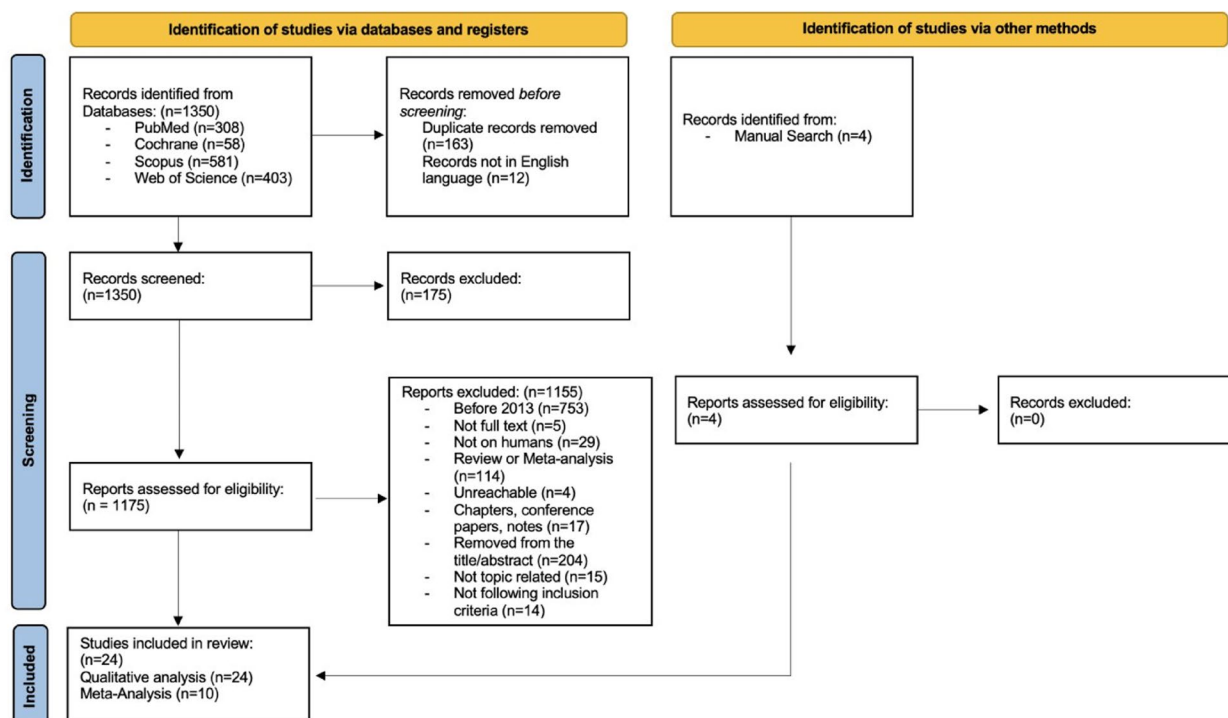 Identification of studies via databases and registers
Identification of studies via other methods
Identification
Records identified from
Databases: (n=1350)
- PubMed (n=308)
- Cochrane (n=58)
- Scopus (n=581)
- Web of Science (n=403)
Records removed before
screening:
Duplicate records removed
(n=163)
Records not in English
language (n=12)
Records identified from:
- Manual Search (n=4)
Screening
Records screened:
(n=1350)
Records excluded:
(n=175)
Reports assessed for eligibility:
(n = 1175)
Reports excluded: (n=1155)
- Before 2013 (n=753)
- Not full text (n=5)
- Not on humans (n=29)
- Review or Meta-analysis
(n=114)
- Unreachable (n=4)
- Chapters, conference
papers, notes (n=17)
- Removed from the
title/abstract (n=204)
- Not topic related (n=15)
- Not following inclusion
criteria (n=14)
Reports assessed for eligibility:
(n=4)
Records excluded:
(n=0)
Included
Studies included in review:
(n=24)
Qualitative analysis (n=24)
Meta-Analysis (n=10)